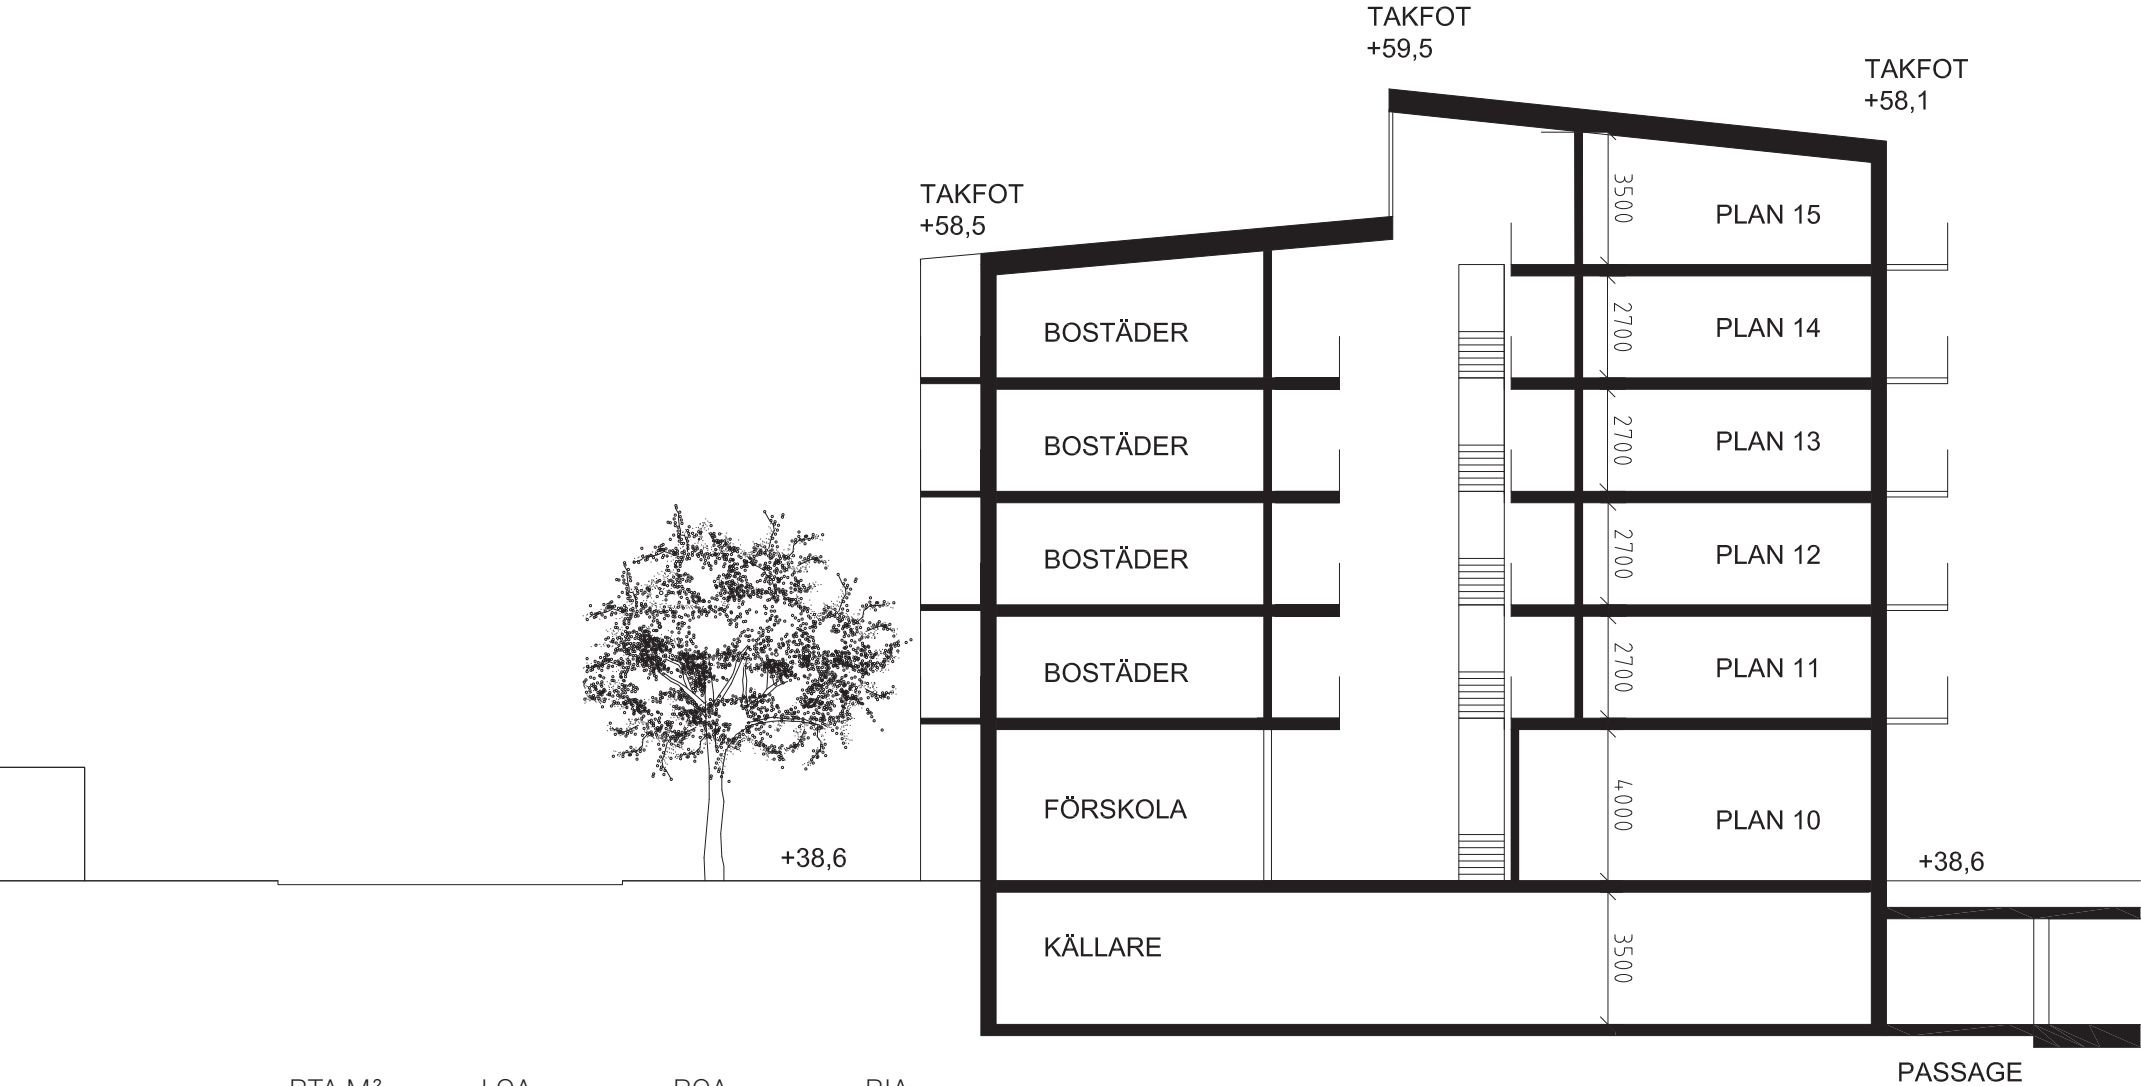 TAKFOT
+59,5
TAKFOT
+58,1
TAKFOT
+58,5
3500
PLAN 15
BOSTÄDER
2700
PLAN 14
BOSTÄDER
2700
PLAN 13
BOSTÄDER
2700
PLAN 12
BOSTÄDER
2700
PLAN 11
FÖRSKOLA
4000
PLAN 10
+38,6
+38,6
KÄLLARE
3500
PASSAGE